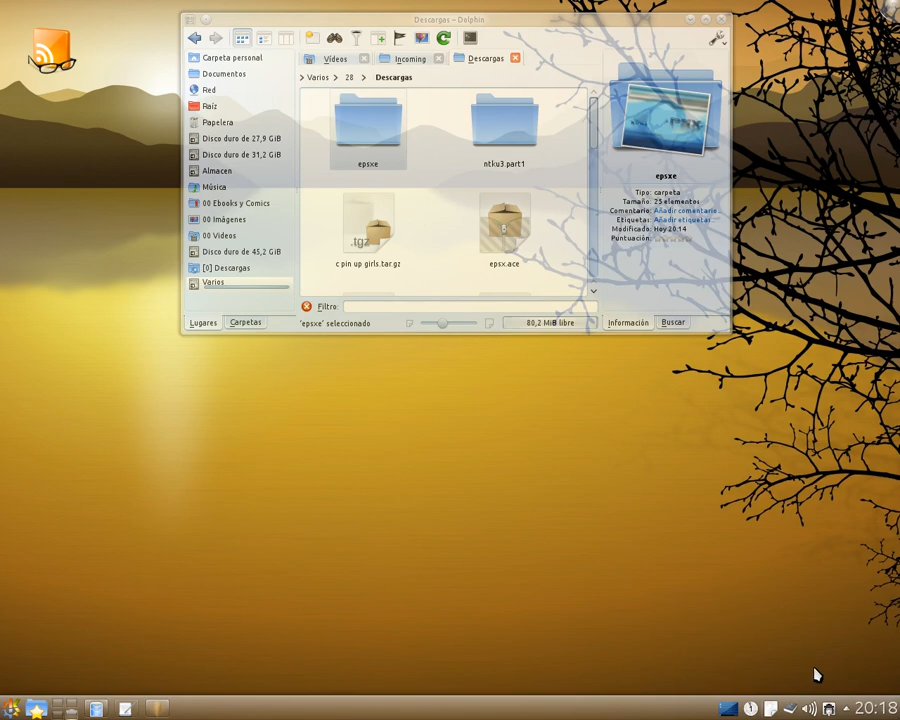 Descargas – Dolphin
Carpeta personal
Documentos
Red
Raíz
Papelera
Disco duro de 27,9 GiB
Disco duro de 31,2 GiB
Almacen
Música
00 Ebooks y Comics
00 Imágenes
00 Videos
Disco duro de 45,2 GiB
[0] Descargas
Varios
Lugares
Carpetas
Vídeos
Incoming
Descargas
Varios
28
Descargas
epsxe
ntku3.part1
.tgz
c pin up girls.tar.gz
epsx.ace
Filtro:
'epsxe' seleccionado
80,2 MiB libre
epsxe
Tipo: carpeta
Tamaño: 25 elementos
Comentario: Añadir comentario...
Etiquetas: Añadir etiquetas...
Modificado: Hoy 20:14
Puntuación:
Información
Buscar
20:18